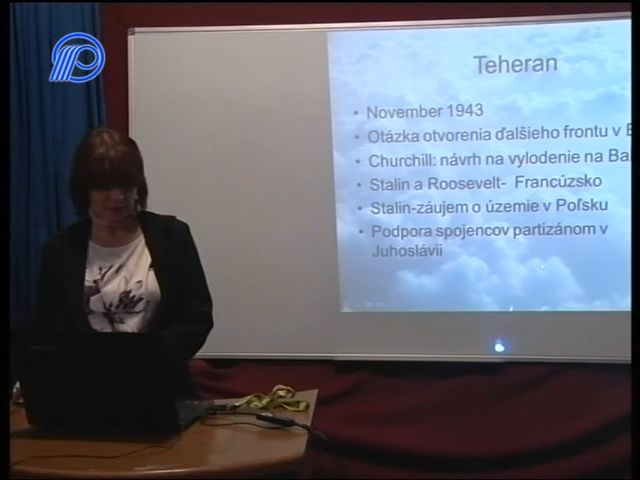 Teheran
• November 1943
• Otázka otvorenia ďalšieho frontu v
• Churchill: návrh na vylodenie na
• Stalin a Roosevelt- Francúzsko
• Stalin-záujem o územie v Poľsku
• Podpora spojencov partizánom v
Juhoslávii